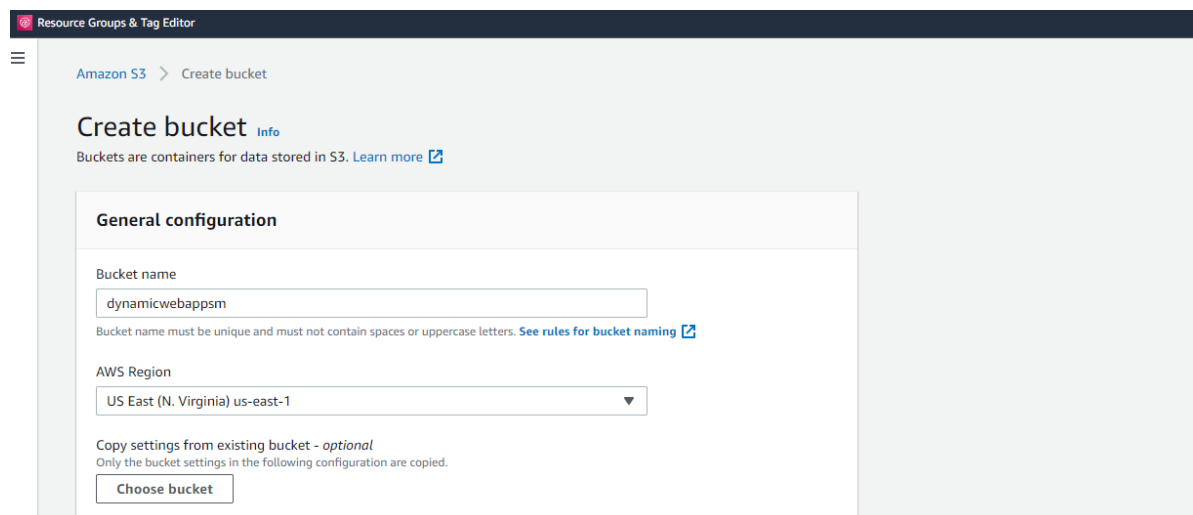 Resource Groups & Tag Editor
Amazon S3 > Create bucket
Create bucket Info
Buckets are containers for data stored in S3. Learn more
General configuration
Bucket name
dynamicwebappsm
Bucket name must be unique and must not contain spaces or uppercase letters. See rules for bucket naming
AWS Region
US East (N. Virginia) us-east-1
Copy settings from existing bucket - optional
Only the bucket settings in the following configuration are copied.
Choose bucket